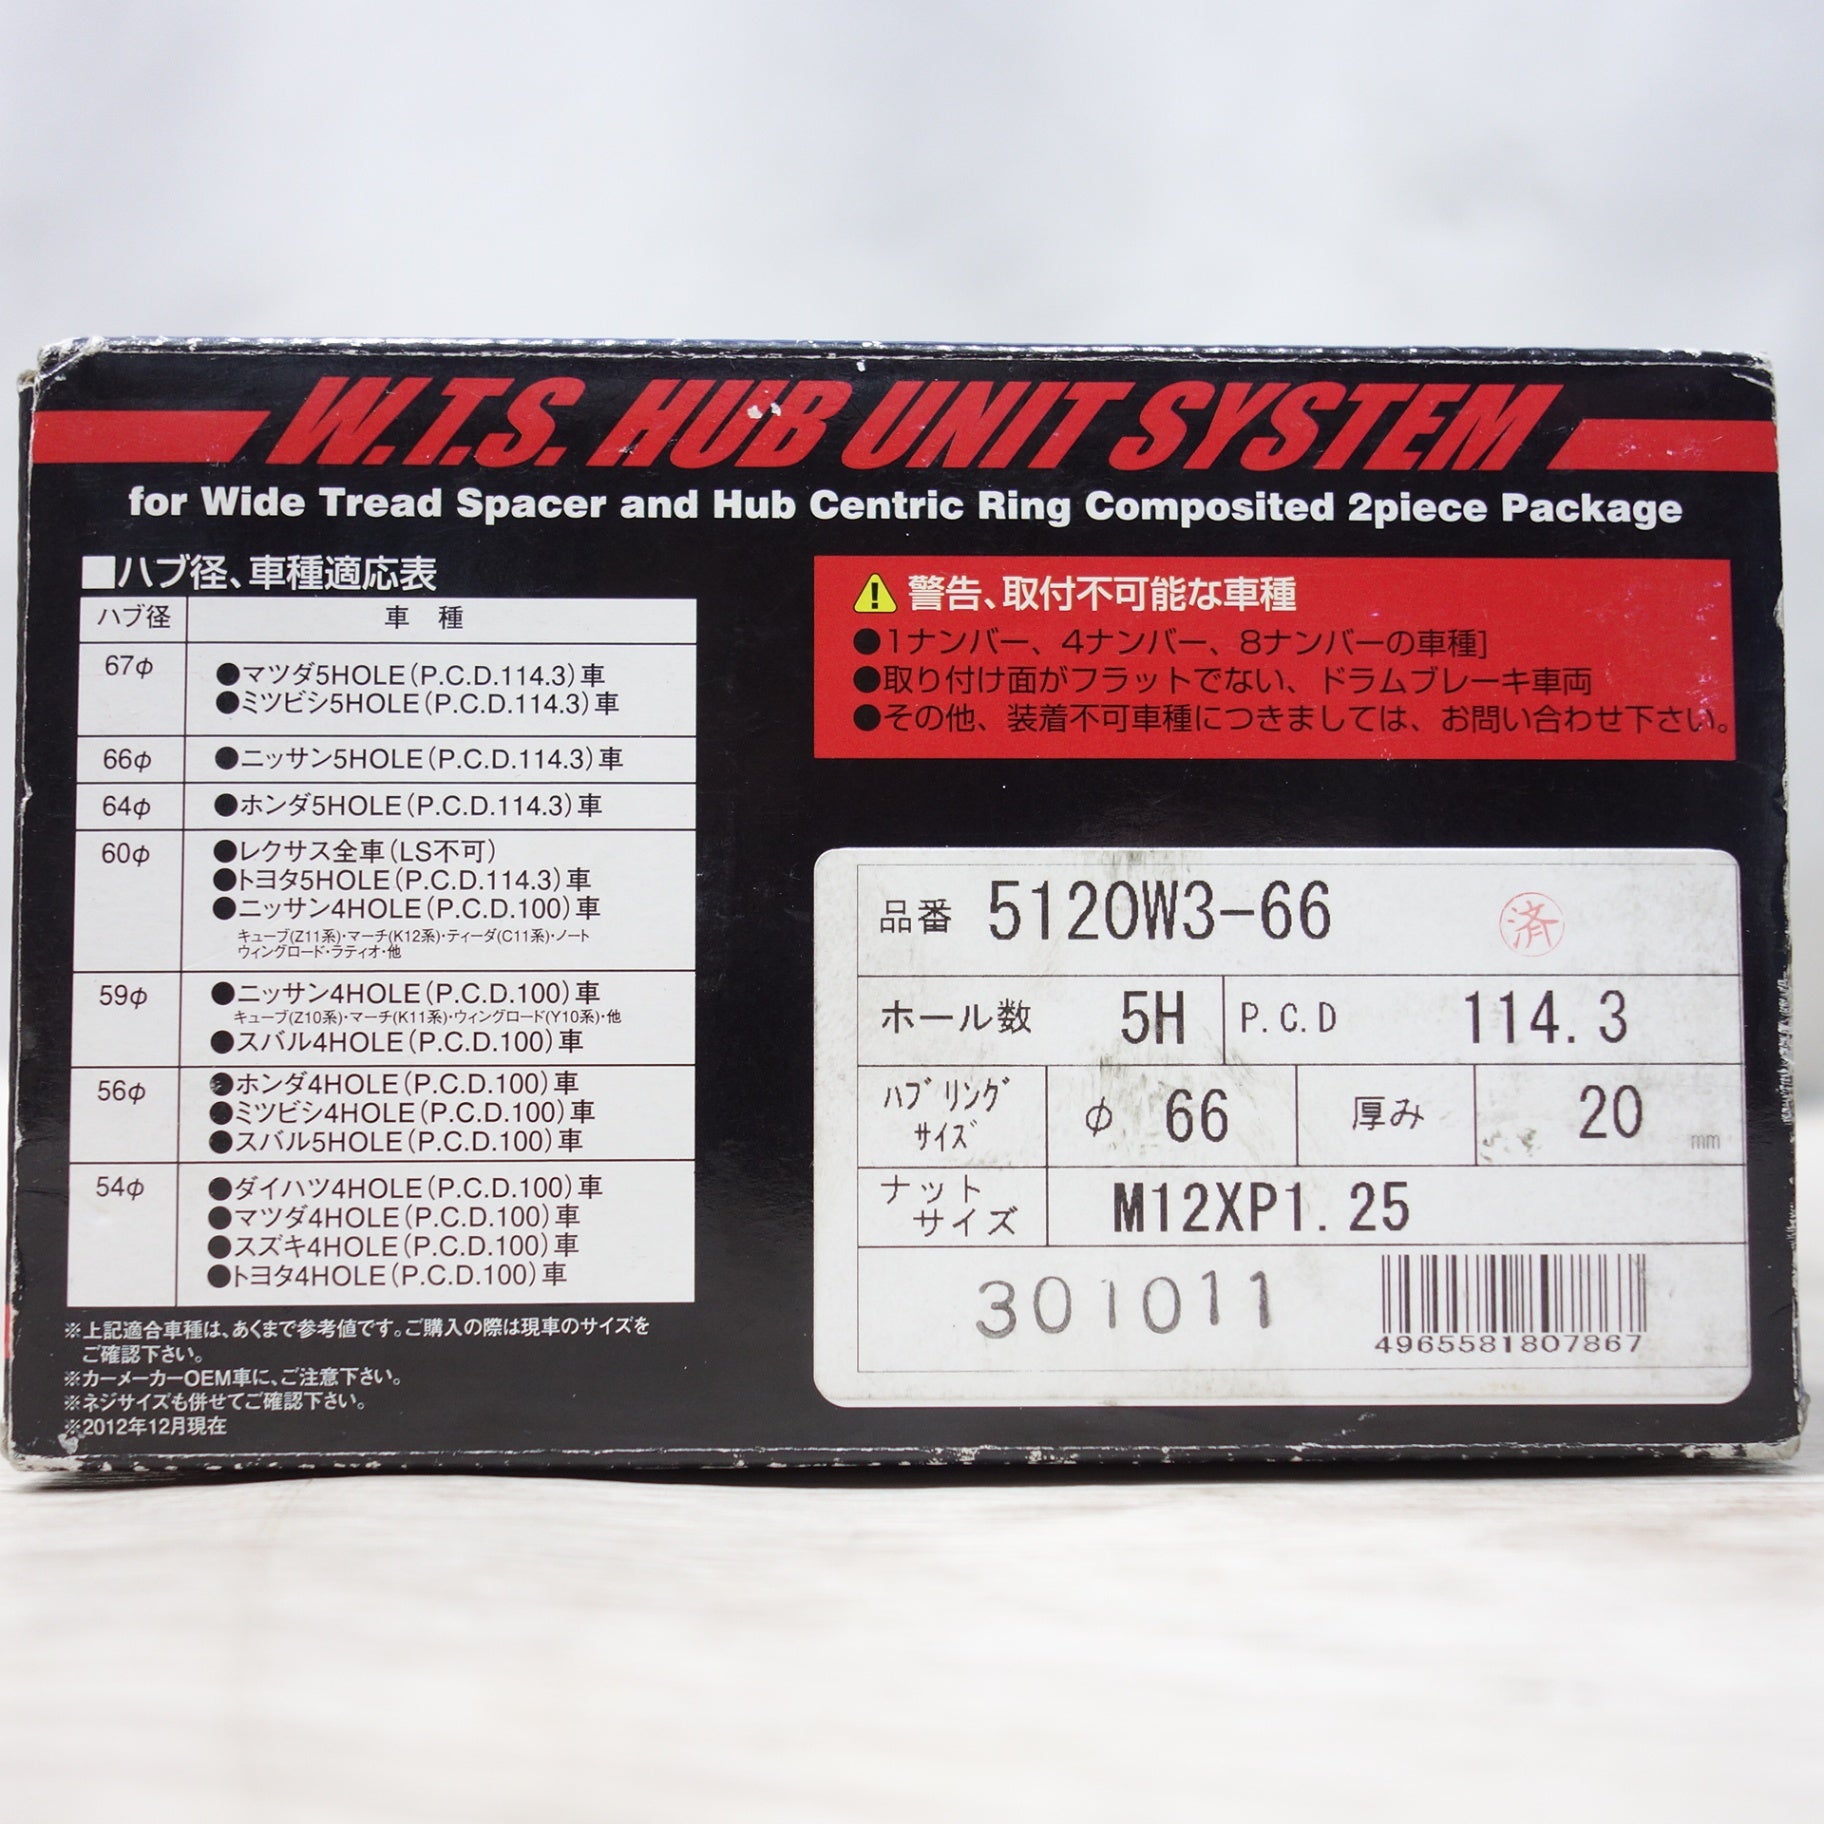 W.T.S. HUB UNIT SYSTEM
for Wide Tread Spacer and Hub Centric Ring Composited 2piece Package
■ハブ径、車種適応表
ハブ径 車 種
67φ ●マツダ5HOLE(P.C.D.114.3)車
●ミツビシ5HOLE(P.C.D.114.3)車
66φ ●ニッサン5HOLE(P.C.D.114.3)車
64φ ●ホンダ5HOLE(P.C.D.114.3)車
60φ ●レクサス全車(LS不可)
●トヨタ5HOLE(P.C.D.114.3)車
●ニッサン4HOLE(P.C.D.100)車
キューブ(Z11系)・マーチ(K12系)・ティーダ(C11系)・ノート
ウィングロード・ラティオ・他
59φ ●ニッサン4HOLE(P.C.D.100)車
キューブ(Z10系)・マーチ(K11系)・ウィングロード(Y10系)・他
●スバル4HOLE(P.C.D.100)車
56φ ●ホンダ4HOLE(P.C.D.100)車
●ミツビシ4HOLE(P.C.D.100)車
●スバル5HOLE(P.C.D.100)車
54φ ●ダイハツ4HOLE(P.C.D.100)車
●マツダ4HOLE(P.C.D.100)車
●スズキ4HOLE(P.C.D.100)車
●トヨタ4HOLE(P.C.D.100)車
※上記適合車種は、あくまで参考値です。ご購入の際は現車のサイズを
ご確認下さい。
※カーメーカーOEM車に、ご注意下さい。
※ネジサイズも併せてご確認下さい。
※2012年12月現在
警告、取付不可能な車種
●1ナンバー、4ナンバー、8ナンバーの車種]
●取り付け面がフラットでない、ドラムブレーキ車両
●その他、装着不可車種につきましては、お問い合わせ下さい。
品番 5120W3-66 済
ホール数 5H P.C.D 114.3
ハブリング
サイズ φ 66 厚み 20 mm
ナット
サイズ M12XP1.25
301011
4965581807867